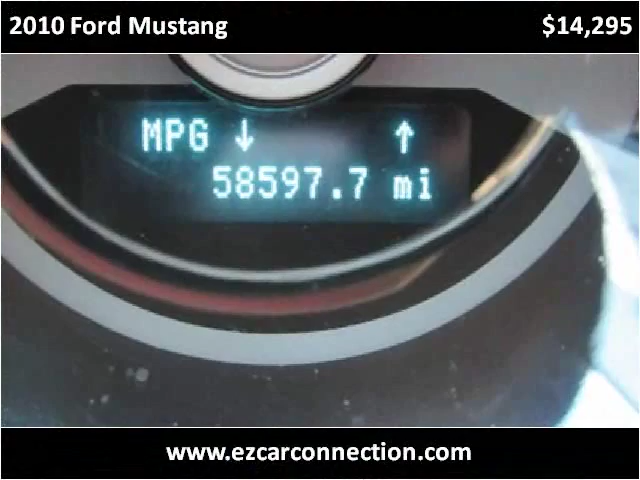 2010 Ford Mustang $14,295
MPG ↓ ↑
58597.7 mi
www.ezcarconnection.com